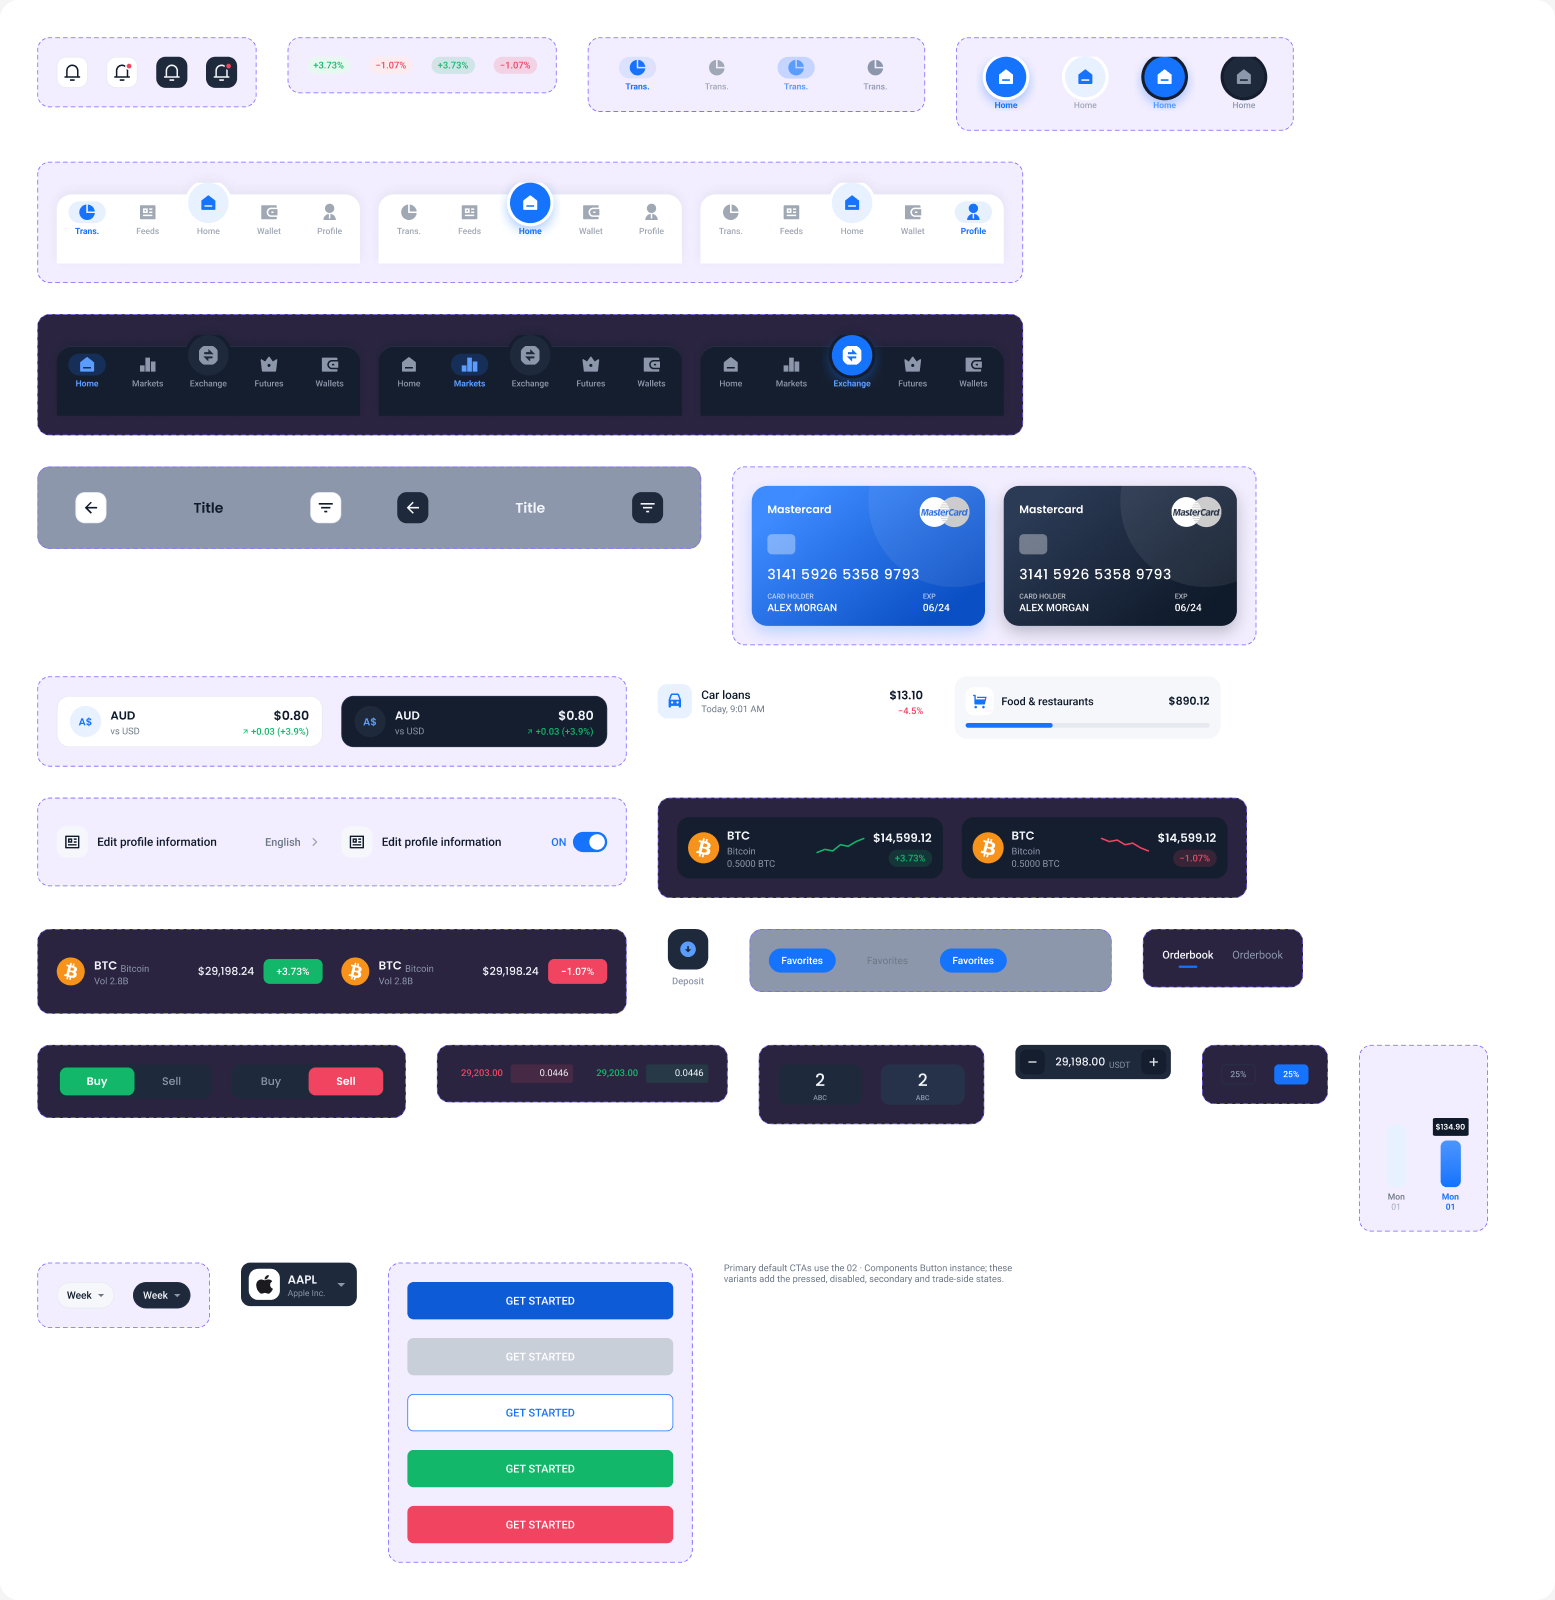 +3.73%
−1.07%
+3.73%
−1.07%
Trans.
Trans.
Trans.
Trans.
Home
Home
Home
Home
Trans.
Feeds
Home
Wallet
Profile
Trans.
Feeds
Home
Wallet
Profile
Trans.
Feeds
Home
Wallet
Profile
Home
Markets
Exchange
Futures
Wallets
Home
Markets
Exchange
Futures
Wallets
Home
Markets
Exchange
Futures
Wallets
Title
Title
Mastercard
MasterCard
3141 5926 5358 9793
CARD HOLDER
EXP
ALEX MORGAN
06/24
Mastercard
MasterCard
3141 5926 5358 9793
CARD HOLDER
EXP
ALEX MORGAN
06/24
A$
AUD
$0.80
vs USD
+0.03 (+3.9%)
A$
AUD
$0.80
vs USD
+0.03 (+3.9%)
Car loans
$13.10
Today, 9:01 AM
−4.5%
Food & restaurants
$890.12
Edit profile information
English
Edit profile information
ON
BTC
$14,599.12
Bitcoin
+3.73%
0.5000 BTC
BTC
$14,599.12
Bitcoin
−1.07%
0.5000 BTC
BTC Bitcoin
Vol 2.8B
$29,198.24
+3.73%
BTC Bitcoin
Vol 2.8B
$29,198.24
−1.07%
Deposit
Favorites
Favorites
Favorites
Orderbook
Orderbook
Buy
Sell
Buy
Sell
29,203.00
0.0446
29,203.00
0.0446
2
ABC
2
ABC
29,198.00 USDT
25%
25%
$134.90
Mon
01
Mon
01
Week
Week
AAPL
Apple Inc.
GET STARTED
GET STARTED
GET STARTED
GET STARTED
GET STARTED
Primary default CTAs use the 02 · Components Button instance; these
variants add the pressed, disabled, secondary and trade-side states.